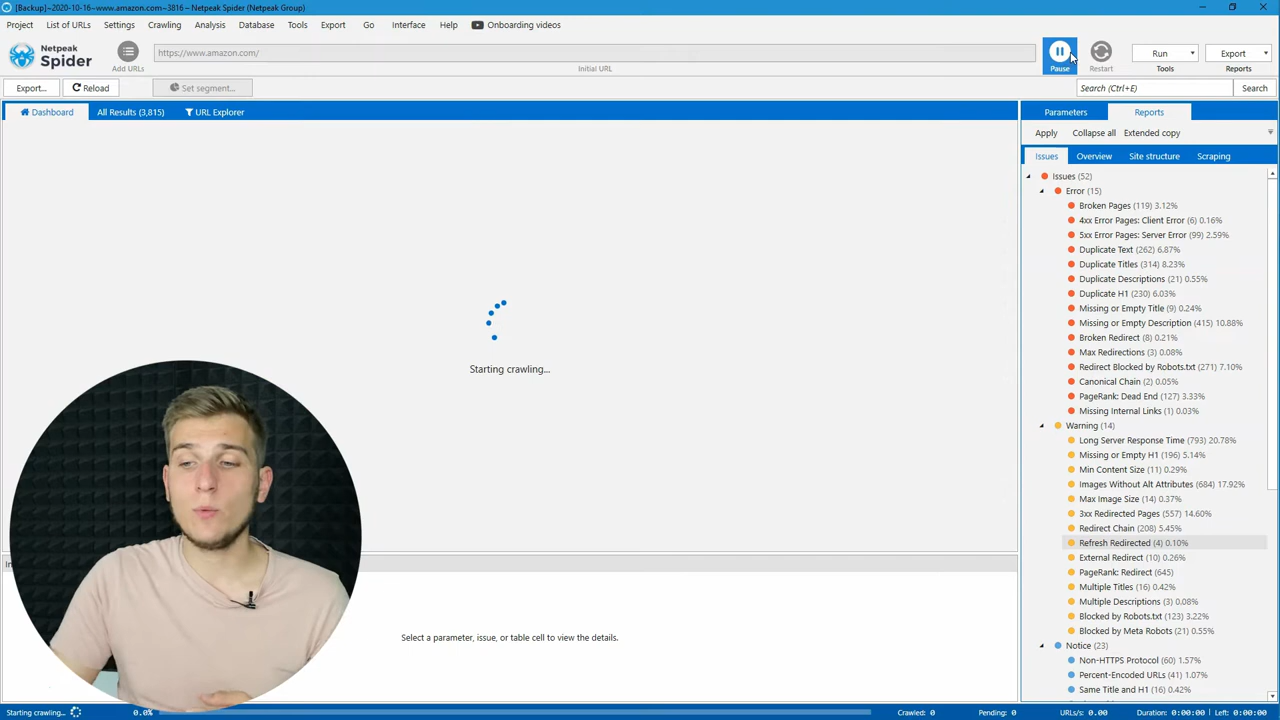 [Backup]~2020-10-16~www.amazon.com~3816 – Netpeak Spider (Netpeak Group)
Project List of URLs Settings Crawling Analysis Database Tools Export Go Interface Help Onboarding videos
Netpeak Spider
Add URLs
https://www.amazon.com/
Initial URL
Pause
Restart
Run
Tools
Export
Reports
Export... Reload Set segment...
Search (Ctrl+E) Search
Dashboard All Results (3,815) URL Explorer
Parameters Reports
Apply Collapse all Extended copy
Issues Overview Site structure Scraping
Issues (52)
Error (15)
Broken Pages (119) 3.12%
4xx Error Pages: Client Error (6) 0.16%
5xx Error Pages: Server Error (99) 2.59%
Duplicate Text (262) 6.87%
Duplicate Titles (314) 8.23%
Duplicate Descriptions (21) 0.55%
Duplicate H1 (230) 6.03%
Missing or Empty Title (9) 0.24%
Missing or Empty Description (415) 10.88%
Broken Redirect (8) 0.21%
Max Redirections (3) 0.08%
Redirect Blocked by Robots.txt (271) 7.10%
Canonical Chain (2) 0.05%
PageRank: Dead End (127) 3.33%
Missing Internal Links (1) 0.03%
Warning (14)
Long Server Response Time (793) 20.78%
Missing or Empty H1 (196) 5.14%
Min Content Size (11) 0.29%
Images Without Alt Attributes (684) 17.92%
Max Image Size (14) 0.37%
3xx Redirected Pages (557) 14.60%
Redirect Chain (208) 5.45%
Refresh Redirected (4) 0.10%
External Redirect (10) 0.26%
PageRank: Redirect (645)
Multiple Titles (16) 0.42%
Multiple Descriptions (3) 0.08%
Blocked by Robots.txt (123) 3.22%
Blocked by Meta Robots (21) 0.55%
Notice (23)
Non-HTTPS Protocol (60) 1.57%
Percent-Encoded URLs (41) 1.07%
Same Title and H1 (16) 0.42%
Starting crawling...
Select a parameter, issue, or table cell to view the details.
Starting crawling... 0.0% Crawled: 0 Pending: 0 URLs/s: 0.00 Duration: 0:00:00 Left: 0:00:00